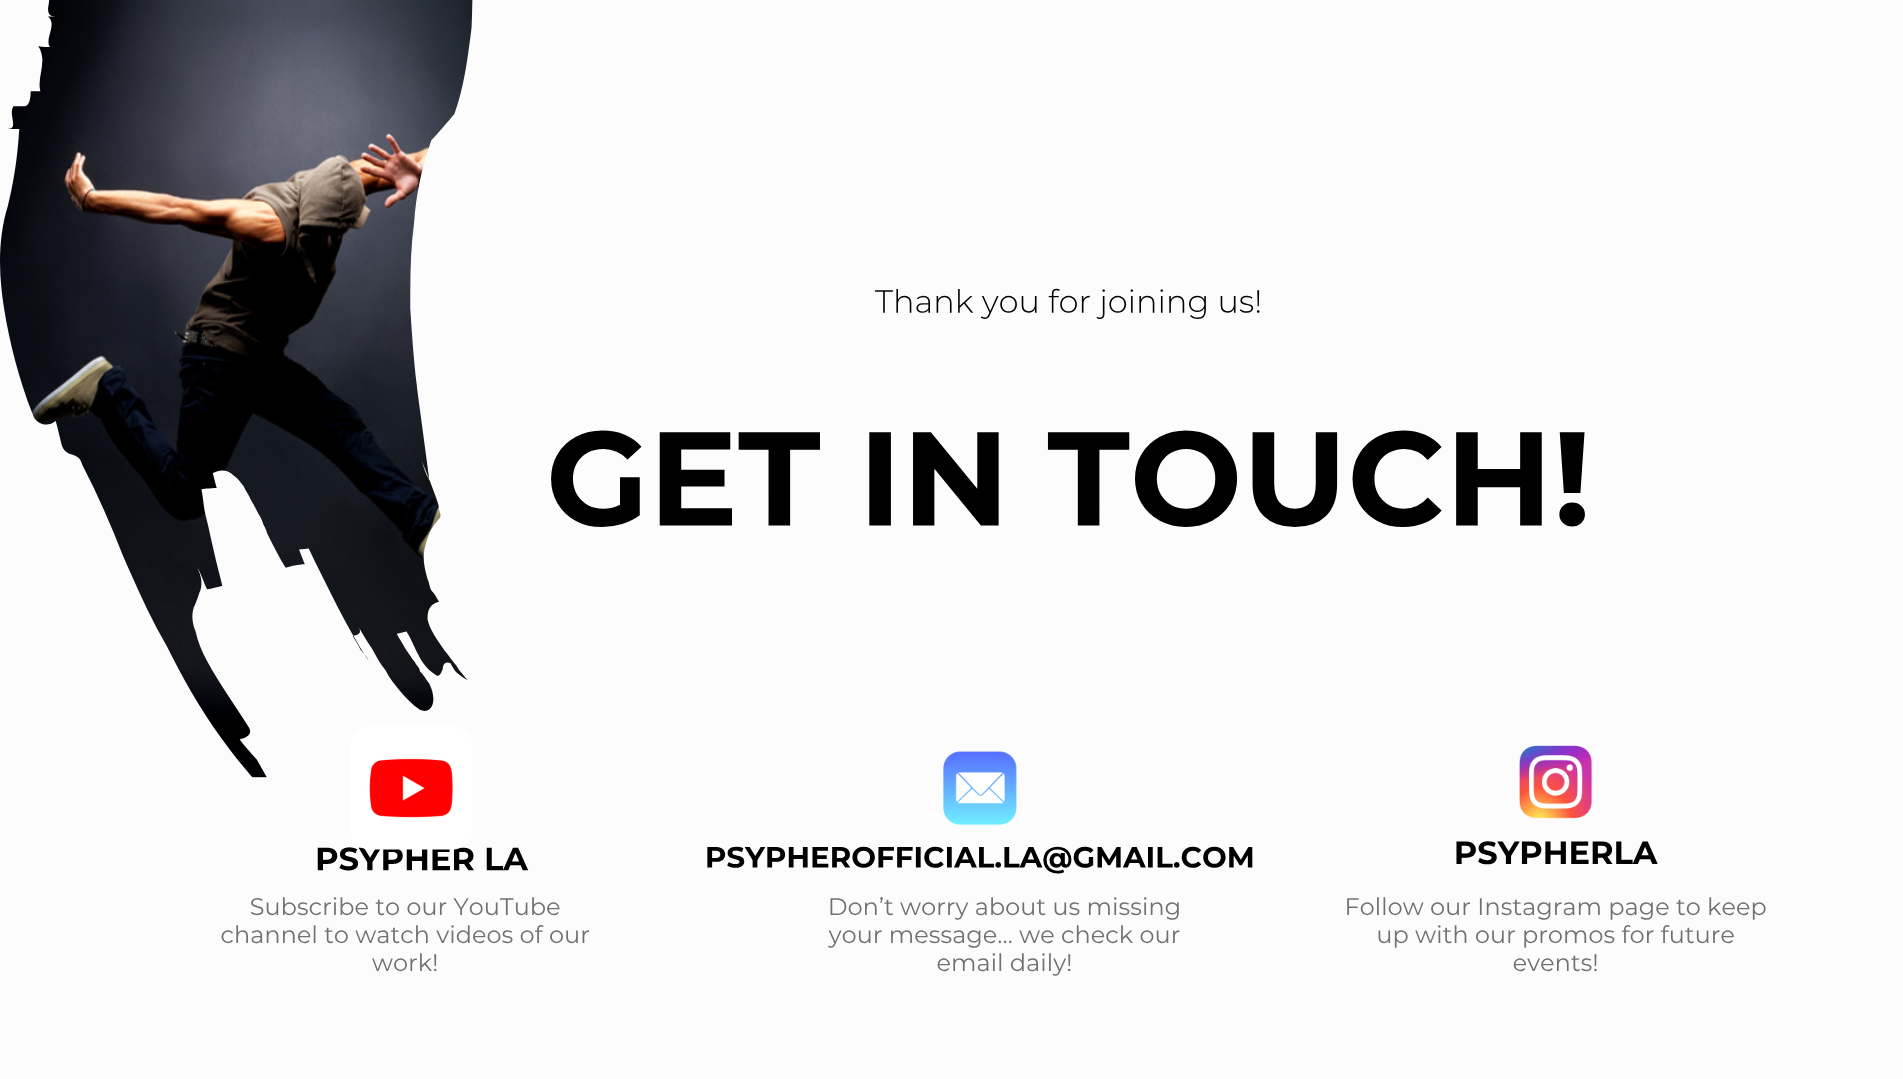 Thank you for joining us!
GET IN TOUCH!
PSYPHER LA
Subscribe to our YouTube
channel to watch videos of our
work!
PSYPHEROFFICIAL.LA@GMAIL.COM
Don’t worry about us missing
your message... we check our
email daily!
PSYPHERLA
Follow our Instagram page to keep
up with our promos for future
events!